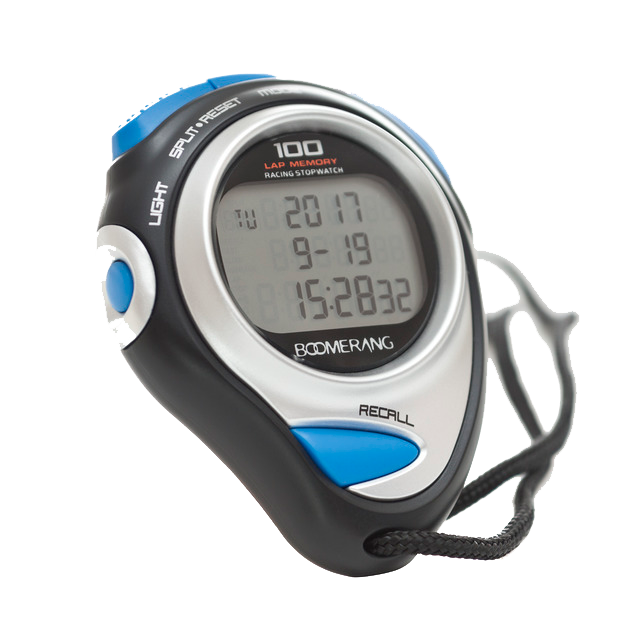 LIGHT
SPLIT•RESET
100
LAP MEMORY
RACING STOPWATCH
TU 2017
9-19
15:28 32
BOOMERANG
RECALL